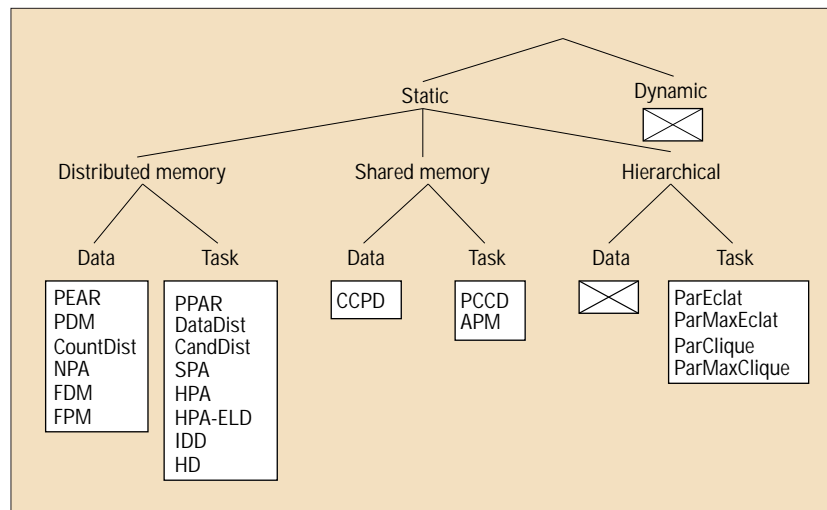 Static
Dynamic
Distributed memory
Shared memory
Hierarchical
Data
Task
Data
Task
Data
Task
PEAR
PDM
CountDist
NPA
FDM
FPM
PPAR
DataDist
CandDist
SPA
HPA
HPA-ELD
IDD
HD
CCPD
PCCD
APM
ParEclat
ParMaxEclat
ParClique
ParMaxClique